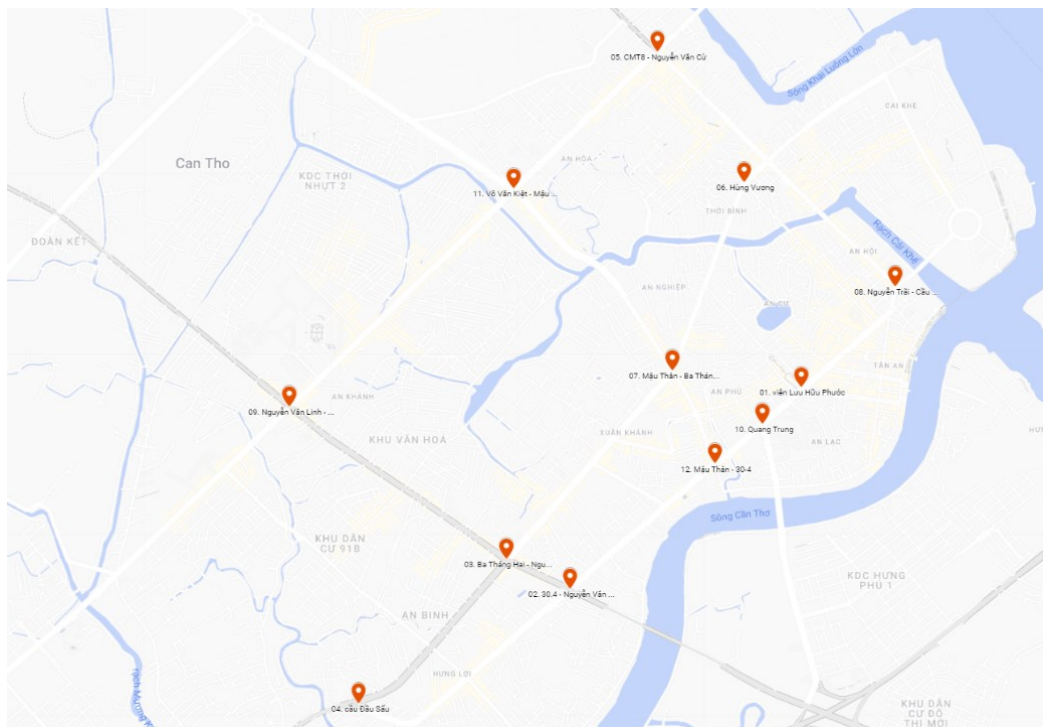 05. CMT8 - Nguyễn Văn Cừ
Sông Khai Luông Lớn
CÁI KHẾ
AN HÒA
Can Tho
KDC THỚI
NHỰT 2
06. Hùng Vương
11. Võ Văn Kiệt - Mậu ...
THỚI BÌNH
ĐOÀN KẾT
Rạch Cái Khế
AN HỘI
AN NGHIỆP
08. Nguyễn Trãi - Cầu ...
AN CƯ
TÂN AN
07. Mậu Thân - Ba Thán...
01. viên Lưu Hữu Phước
AN PHÚ
AN KHÁNH
09. Nguyễn Văn Linh - ...
10. Quang Trung
XUÂN KHÁNH
KHU VĂN HOÁ
AN LẠC
12. Mậu Thân - 30-4
Sông Cần Thơ
KHU DÂN
CƯ 91B
03. Ba Tháng Hai - Ngu...
KDC HƯNG
PHÚ 1
02. 30.4 - Nguyễn Văn ...
AN BÌNH
HƯNG LỢI
04. cầu Đầu Sấu
KHU DÂN
CƯ ĐÔ
THỊ MỚI